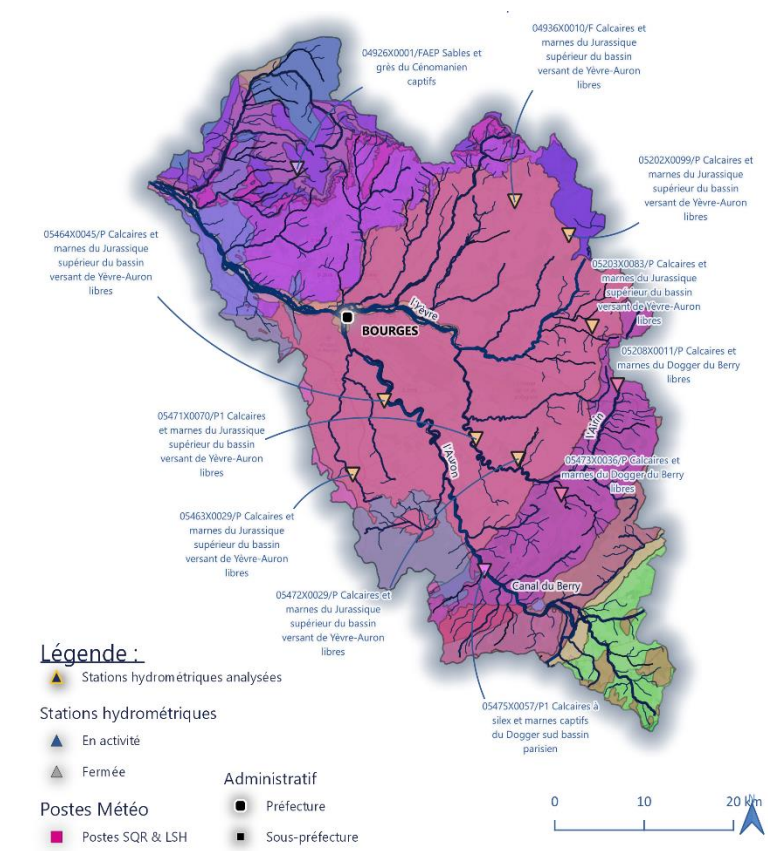 04936X0010/F Calcaires et
marnes du Jurassique
supérieur du bassin
versant de Yèvre-Auron
libres
04926X0001/FAEP Sables et
grès du Cénomanien
captifs
05202X0099/P Calcaires et
marnes du Jurassique
supérieur du bassin
versant de Yèvre-Auron
libres
05464X0045/P Calcaires et
marnes du Jurassique
supérieur du bassin
versant de Yèvre-Auron
libres
05203X0083/P Calcaires et
marnes du Jurassique
supérieur du bassin
versant de Yèvre-Auron
libres
l'Yèvre
BOURGES
05208X0011/P Calcaires et
marnes du Dogger du Berry
libres
05471X0070/P1 Calcaires
et marnes du Jurassique
supérieur du bassin
versant de Yèvre-Auron
libres
l'Airin
l'Auron
05473X0036/P Calcaires et
marnes du Dogger du Berry
libres
05463X0029/P Calcaires et
marnes du Jurassique
supérieur du bassin
versant de Yèvre-Auron
libres
Canal du Berry
05472X0029/P Calcaires et
marnes du Jurassique
supérieur du bassin
versant de Yèvre-Auron
libres
05475X0057/P1 Calcaires à
silex et marnes captifs
du Dogger sud bassin
parisien
Légende :
Stations hydrométriques analysées
Stations hydrométriques
En activité
Fermée
Postes Météo
Postes SQR & LSH
Administratif
Préfecture
Sous-préfecture
0 10 20 km
N